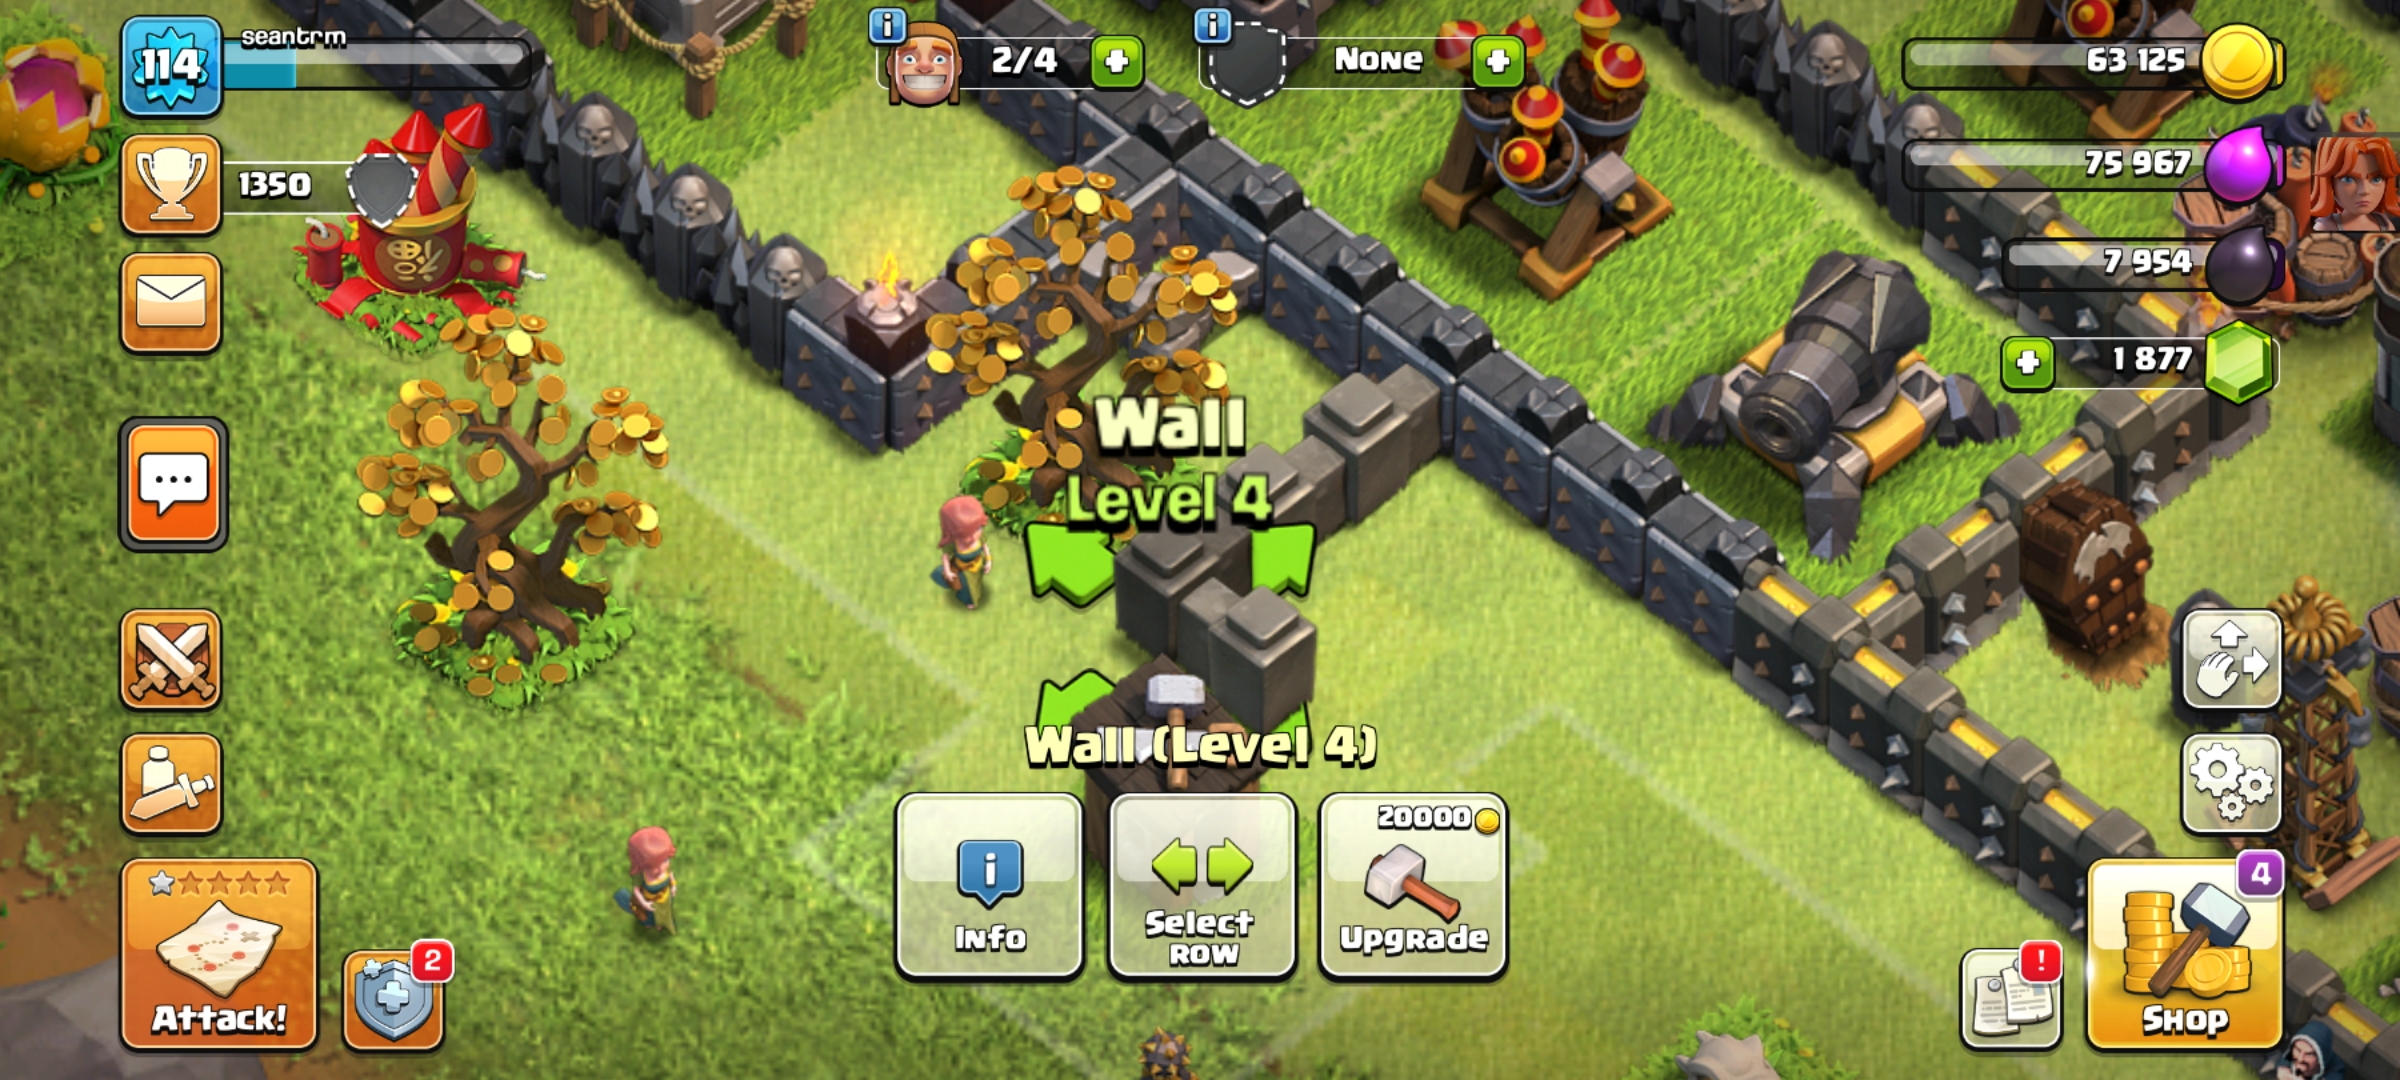 114
seantrm
2/4
None
63 125
1350
75 967
7 954
1 877
Wall
Level 4
Wall (Level 4)
20000
Info
Select
Row
Upgrade
4
Attack!
2
!
Shop